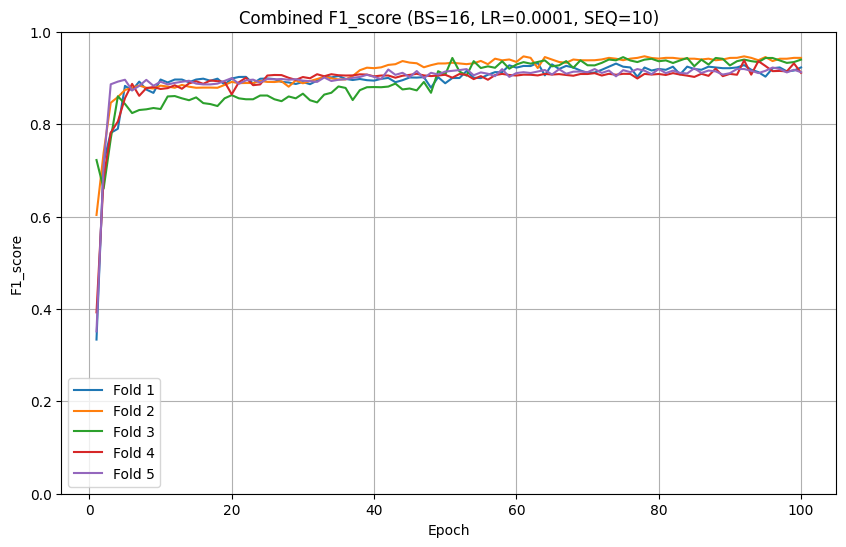 Combined F1_score (BS=16, LR=0.0001, SEQ=10)
F1_score
1.0
0.8
0.6
0.4
0.2
0.0
Fold 1
Fold 2
Fold 3
Fold 4
Fold 5
0 20 40 60 80 100
Epoch